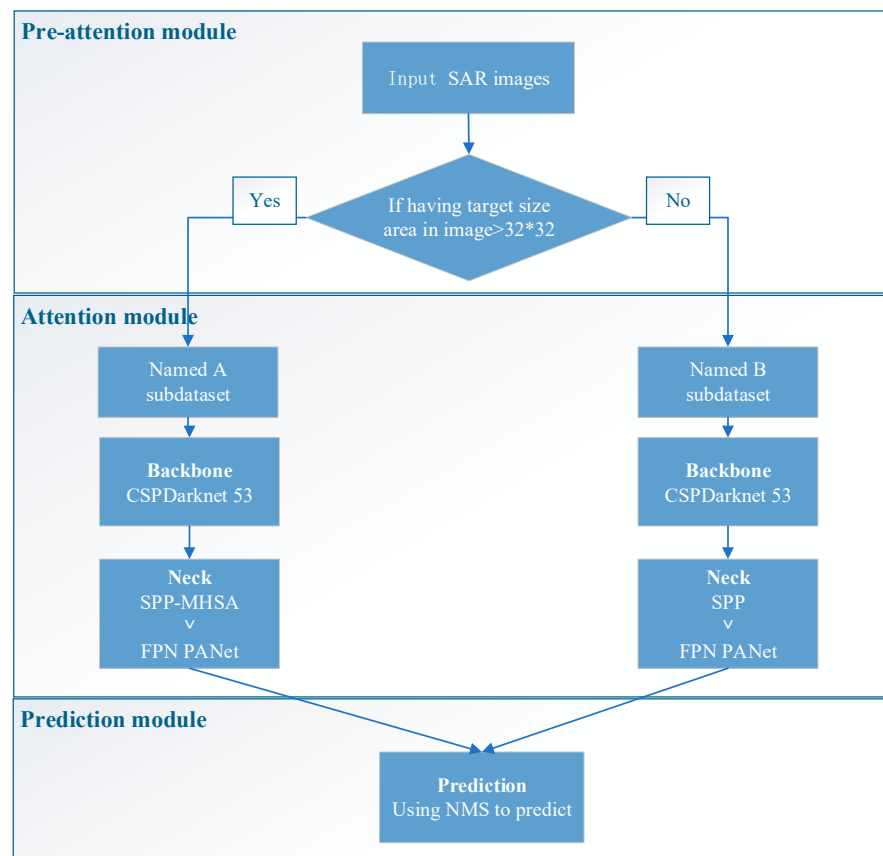 Pre-attention module
Input SAR images
Yes
No
If having target size
area in image>32*32
Attention module
Named A
subdataset
Named B
subdataset
Backbone
CSPDarknet 53
Backbone
CSPDarknet 53
Neck
SPP-MHSA
˅
FPN PANet
Neck
SPP
˅
FPN PANet
Prediction module
Prediction
Using NMS to predict